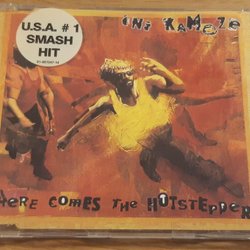 U.S.A. # 1
SMASH
HIT
INI KAMOZE
HERE COMES THE HOTSTEPPER